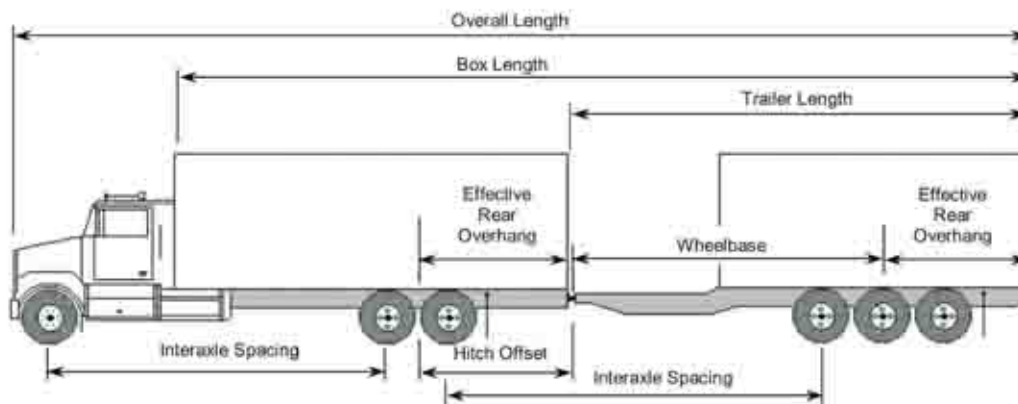 Overall Length
Box Length
Trailer Length
Effective
Rear
Overhang
Effective
Rear
Overhang
Wheelbase
Interaxle Spacing
Hitch Offset
Interaxle Spacing